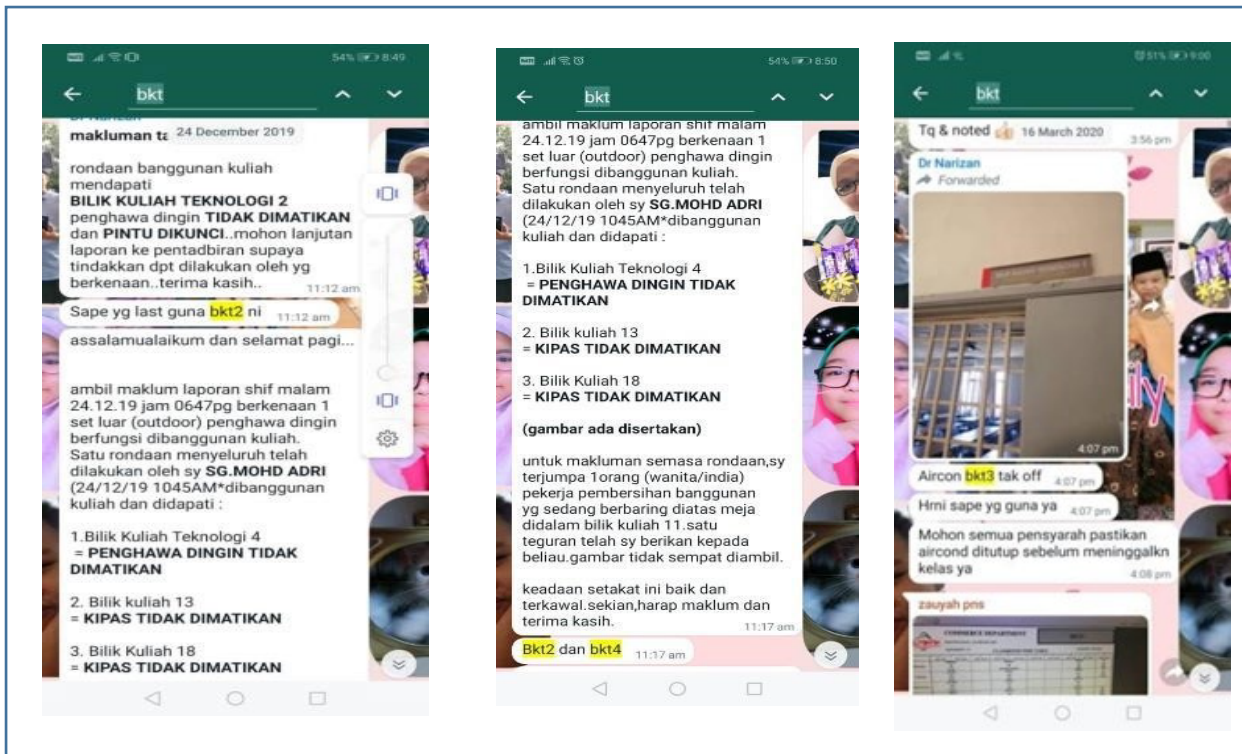 54% 8:49
bkt
Dr Narizan
makluman ta
24 December 2019
rondaan banggunan kuliah
mendapati
BILIK KULIAH TEKNOLOGI 2
penghawa dingin TIDAK DIMATIKAN
dan PINTU DIKUNCI..mohon lanjutan
laporan ke pentadbiran supaya
tindakkan dpt dilakukan oleh yg
berkenaan..terima kasih..
11:12 am
Sape yg last guna bkt2 ni
11:12 am
assalamualaikum dan selamat pagi...
ambil maklum laporan shif malam
24.12.19 jam 0647pg berkenaan 1
set luar (outdoor) penghawa dingin
berfungsi dibanggunan kuliah.
Satu rondaan menyeluruh telah
dilakukan oleh sy SG.MOHD ADRI
(24/12/19 1045AM*dibanggunan
kuliah dan didapati :
1.Bilik Kuliah Teknologi 4
= PENGHAWA DINGIN TIDAK
DIMATIKAN
2. Bilik kuliah 13
= KIPAS TIDAK DIMATIKAN
3. Bilik Kuliah 18
= KIPAS TIDAK DIMATIKAN
54% 8:50
bkt
ambil maklum laporan shif malam
24.12.19 jam 0647pg berkenaan 1
set luar (outdoor) penghawa dingin
berfungsi dibanggunan kuliah.
Satu rondaan menyeluruh telah
dilakukan oleh sy SG.MOHD ADRI
(24/12/19 1045AM*dibanggunan
kuliah dan didapati :
1.Bilik Kuliah Teknologi 4
= PENGHAWA DINGIN TIDAK
DIMATIKAN
2. Bilik kuliah 13
= KIPAS TIDAK DIMATIKAN
3. Bilik Kuliah 18
= KIPAS TIDAK DIMATIKAN
(gambar ada disertakan)
untuk makluman semasa rondaan,sy
terjumpa 1orang (wanita/india)
pekerja pembersihan banggunan
yg sedang berbaring diatas meja
didalam bilik kuliah 11.satu
teguran telah sy berikan kepada
beliau.gambar tidak sempat diambil.
keadaan setakat ini baik dan
terkawal.sekian,harap maklum dan
terima kasih.
11:17 am
Bkt2 dan bkt4
11:17 am
51% 9:00
bkt
Tq & noted
16 March 2020
3:56 pm
Dr Narizan
Forwarded
4:07 pm
Aircon bkt3 tak off
4:07 pm
Hrni sape yg guna ya
4:07 pm
Mohon semua pensyarah pastikan
aircond ditutup sebelum meninggalkn
kelas ya
4:08 pm
zauyah pns
COMMERCE DEPARTMENT